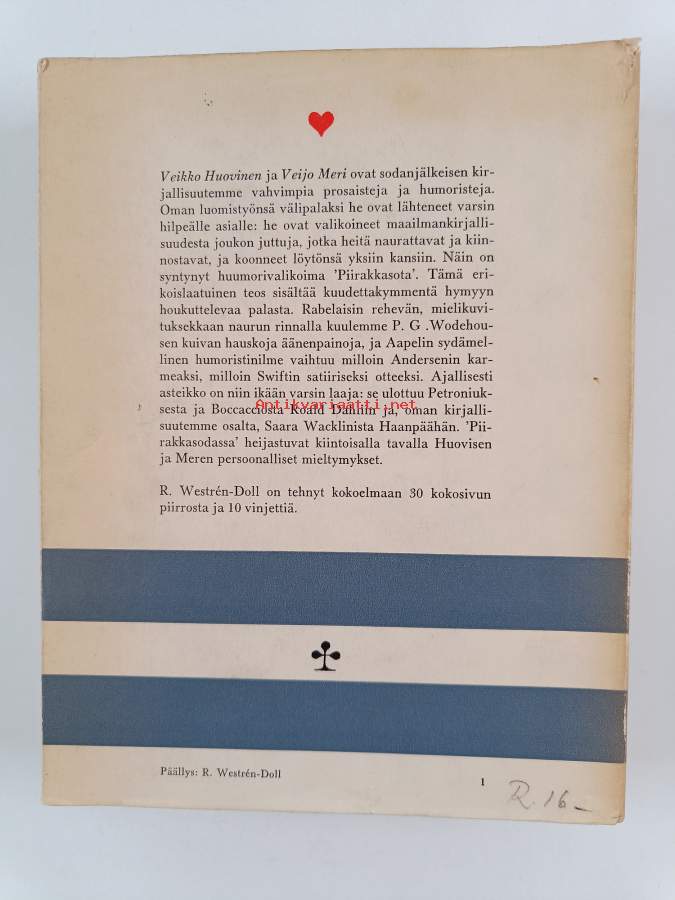 Veikko Huovinen ja Veijo Meri ovat sodanjälkeisen kir-
jallisuutemme vahvimpia prosaisteja ja humoristeja.
Oman luomistyönsä välipalaksi he ovat lähteneet varsin
hilpeälle asialle: he ovat valikoineet maailmankirjalli-
suudesta joukon juttuja, jotka heitä naurattavat ja kiin-
nostavat, ja koonneet löytönsä yksiin kansiin. Näin on
syntynyt huumorivalikoima 'Piirakkasota'. Tämä eri-
koislaatuinen teos sisältää kuudettakymmentä hymyyn
houkuttelevaa palasta. Rabelaisin rehevän, mielikuvi-
tuksekkaan naurun rinnalla kuulemme P. G .Wodehou-
sen kuivan hauskoja äänenpainoja, ja Aapelin sydämel-
linen humoristinilme vaihtuu milloin Andersenin kar-
meaksi, milloin Swiftin satiiriseksi otteeksi. Ajallisesti
asteikko on niin ikään varsin laaja: se ulottuu Petroniuk-
sesta ja Boccacciosta Roald Dahliin ja, oman kirjalli-
Antikvariaatti.net
suutemme osalta, Saara Wacklinista Haanpäähän. 'Pii-
rakkasodassa' heijastuvat kiintoisalla tavalla Huovisen
ja Meren persoonalliset mieltymykset.
R. Westrén-Doll on tehnyt kokoelmaan 30 kokosivun
piirrosta ja 10 vinjettiä.
Päällys: R. Westrén-Doll
1
R. 16-